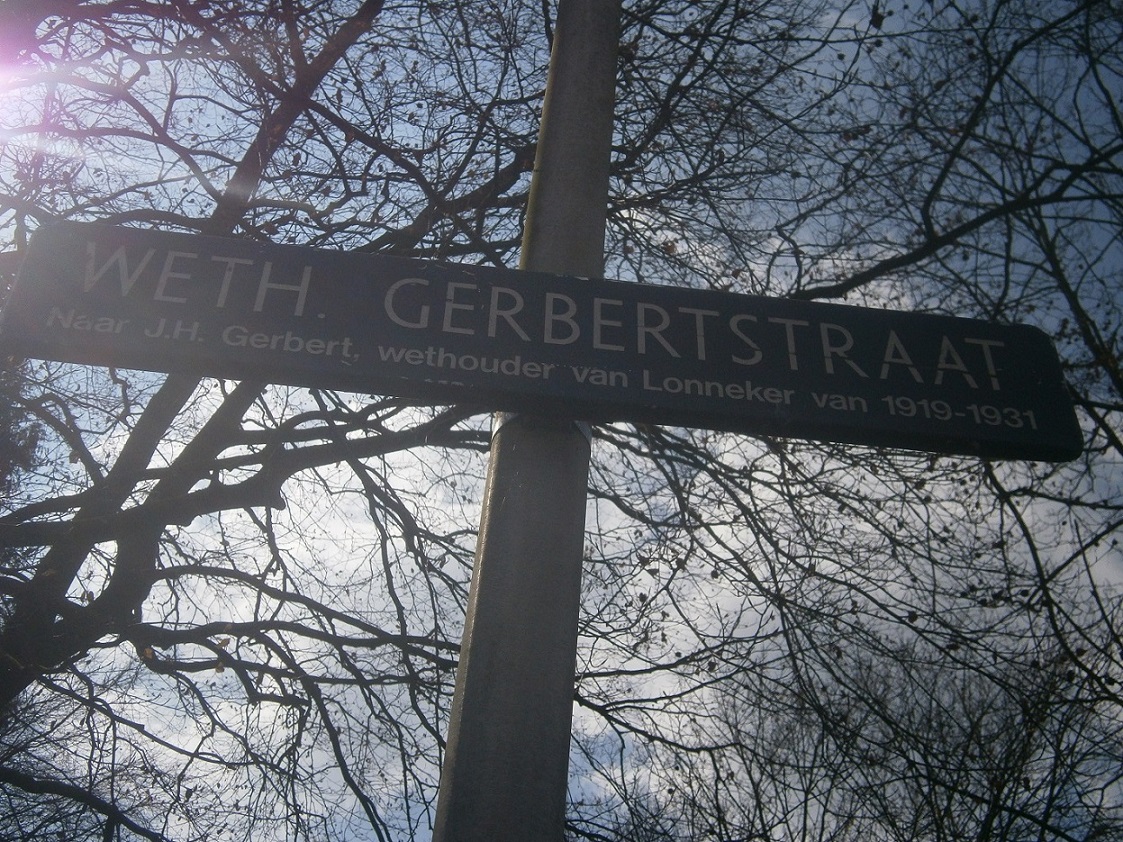 WETH. GERBERTSTRAAT
Naar J.H. Gerbert, wethouder van Lonneker van 1919-1931